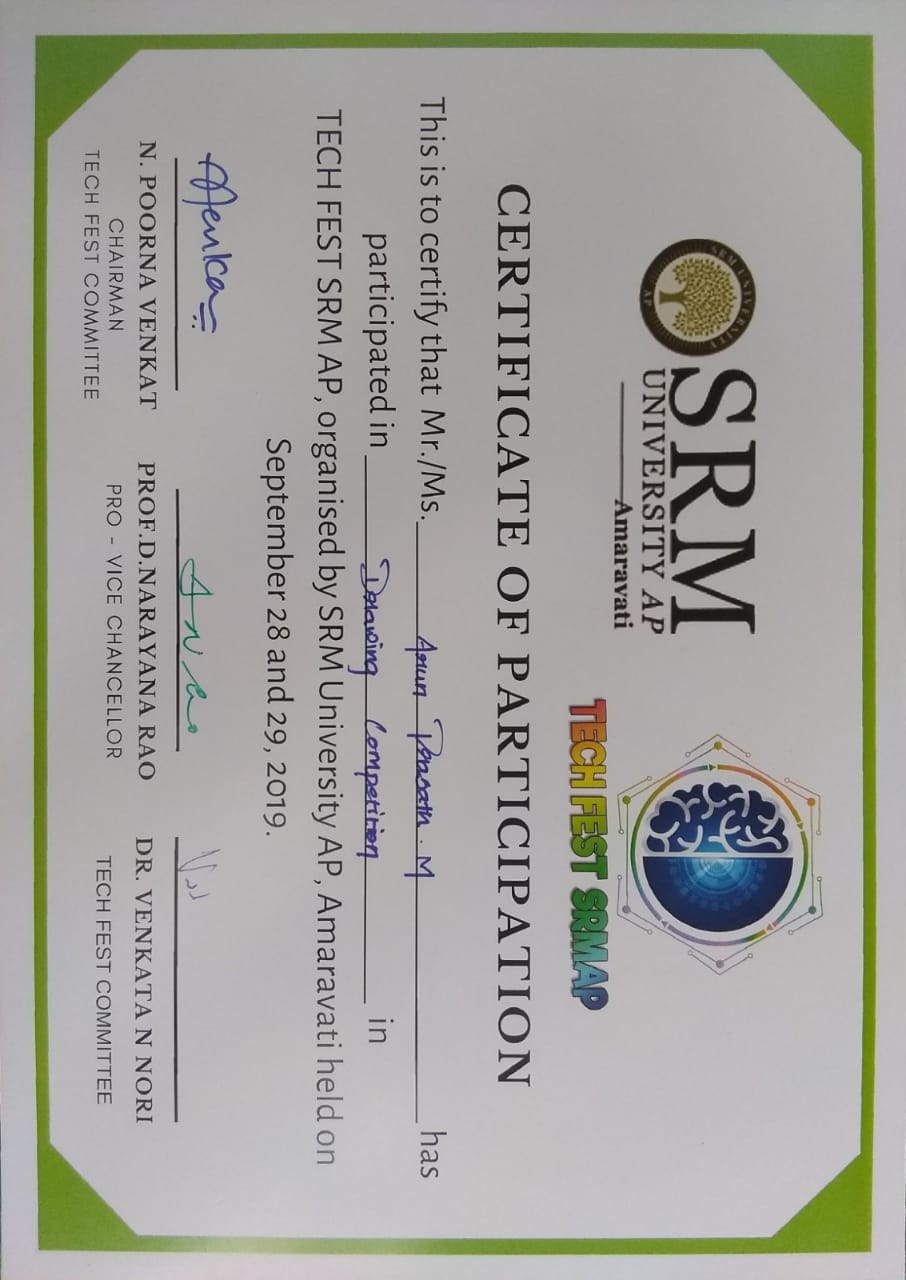 SRM UNIVERSITY
AP
SRM
UNIVERSITY AP
Amaravati
TECH FEST SRMAP
CERTIFICATE OF PARTICIPATION
This is to certify that Mr./Ms. Arun Prasath. M has
participated in Drawing Competition in
TECH FEST SRM AP, organised by SRM University AP, Amaravati held on
September 28 and 29, 2019.
N. POORNA VENKAT PROF.D.NARAYANA RAO DR. VENKATA N NORI
CHAIRMAN PRO - VICE CHANCELLOR TECH FEST COMMITTEE
TECH FEST COMMITTEE